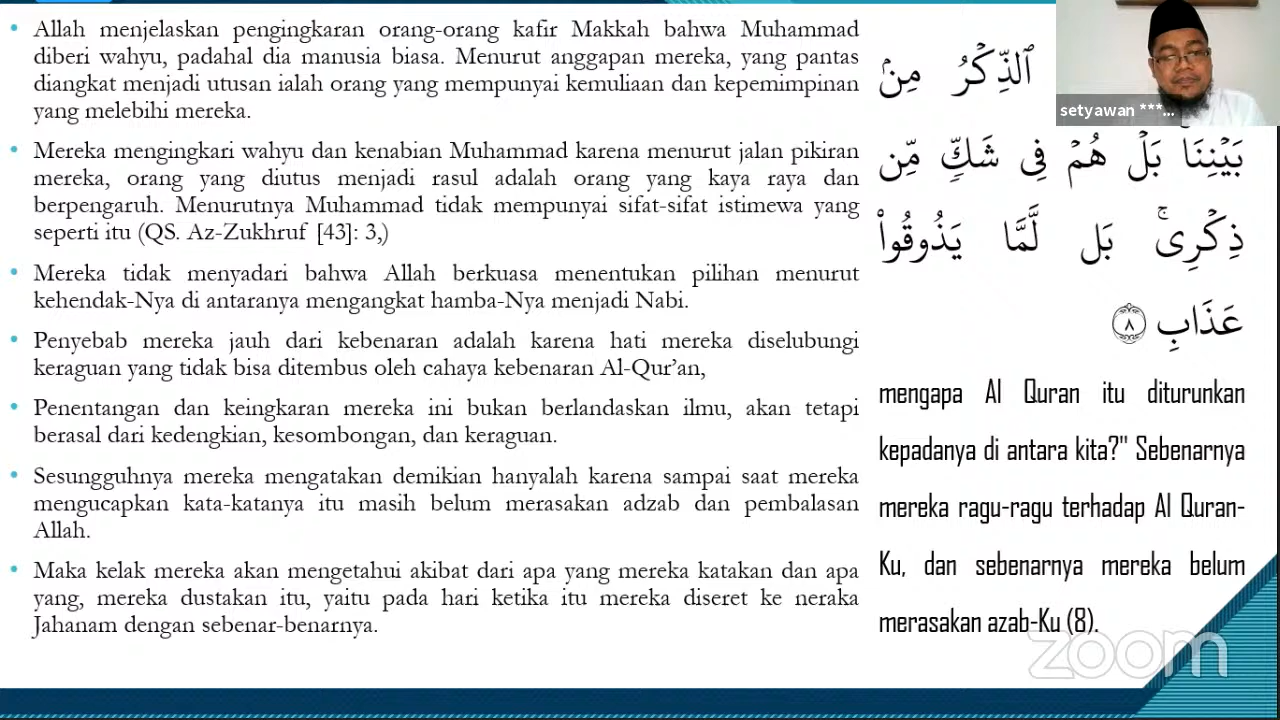 • Allah menjelaskan pengingkaran orang-orang kafir Makkah bahwa Muhammad
diberi wahyu, padahal dia manusia biasa. Menurut anggapan mereka, yang pantas
diangkat menjadi utusan ialah orang yang mempunyai kemuliaan dan kepemimpinan
yang melebihi mereka.
• Mereka mengingkari wahyu dan kenabian Muhammad karena menurut jalan pikiran
mereka, orang yang diutus menjadi rasul adalah orang yang kaya raya dan
berpengaruh. Menurutnya Muhammad tidak mempunyai sifat-sifat istimewa yang
seperti itu (QS. Az-Zukhruf [43]: 3,)
• Mereka tidak menyadari bahwa Allah berkuasa menentukan pilihan menurut
kehendak-Nya di antaranya mengangkat hamba-Nya menjadi Nabi.
• Penyebab mereka jauh dari kebenaran adalah karena hati mereka diselubungi
keraguan yang tidak bisa ditembus oleh cahaya kebenaran Al-Qur’an,
• Penentangan dan keingkaran mereka ini bukan berlandaskan ilmu, akan tetapi
berasal dari kedengkian, kesombongan, dan keraguan.
• Sesungguhnya mereka mengatakan demikian hanyalah karena sampai saat mereka
mengucapkan kata-katanya itu masih belum merasakan adzab dan pembalasan
Allah.
• Maka kelak mereka akan mengetahui akibat dari apa yang mereka katakan dan apa
yang, mereka dustakan itu, yaitu pada hari ketika itu mereka diseret ke neraka
Jahanam dengan sebenar-benarnya.
ٱلذِّكۡرُ مِنۢ
بَيۡنِنَاۚ بَلۡ هُمۡ فِي شَكّٖ مِّن
ذِكۡرِيۚ بَل لَّمَّا يَذُوقُواْ
عَذَابِ ٨
mengapa Al Quran itu diturunkan
kepadanya di antara kita?" Sebenarnya
mereka ragu-ragu terhadap Al Quran-
Ku, dan sebenarnya mereka belum
merasakan azab-Ku (8).
setyawan ***...
zoom